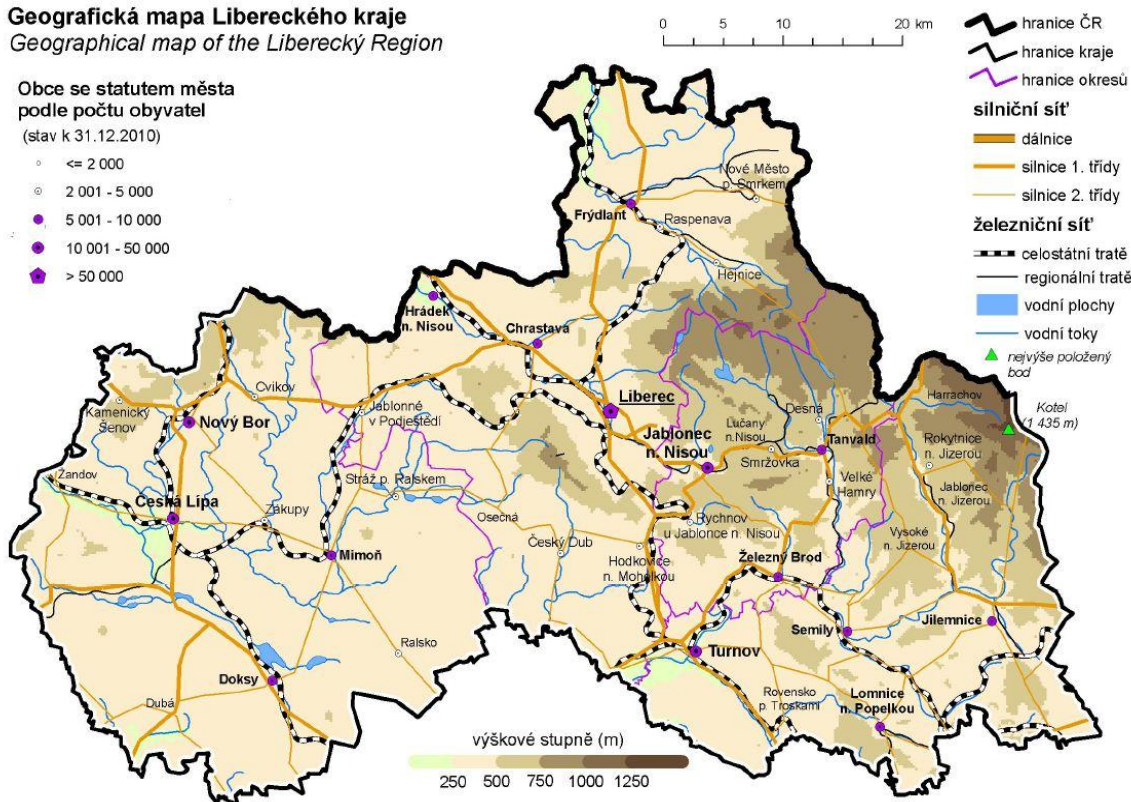 Geografická mapa Libereckého kraje
Geographical map of the Liberecký Region
0 5 10 20 km
Obce se statutem města
podle počtu obyvatel
(stav k 31.12.2010)
<= 2 000
2 001 - 5 000
5 001 - 10 000
10 001 - 50 000
> 50 000
hranice ČR
hranice kraje
hranice okresů
silniční síť
dálnice
silnice 1. třídy
silnice 2. třídy
železniční síť
celostátní tratě
regionální tratě
vodní plochy
vodní toky
nejvýše položený
bod
Nové Město
p. Smrkem
Frýdlant
Raspenava
Hejnice
Hrádek
n. Nisou
Chrastava
Cvikov
Kamenický
Šenov
Nový Bor
Jablonné
v Podještědí
Liberec
Jablonec
n. Nisou
Lučany
n.Nisou
Desná
Tanvald
Smržovka
Velké
Hamry
Harrachov
Kotel
(1 435 m)
Rokytnice
n. Jizerou
Jablonec
n. Jizerou
Vysoké
n. Jizerou
Žandov
Česká Lípa
Zákupy
Stráž p. Ralskem
Osečná
Mimoň
Český Dub
Hodkovice
n. Mohelkou
Rychnov
u Jablonce n. Nisou
Železný Brod
Semily
Jilemnice
Turnov
Ralsko
Doksy
Dubá
Rovensko
p. Troskami
Lomnice
n. Popelkou
výškové stupně (m)
250 500 750 1000 1250